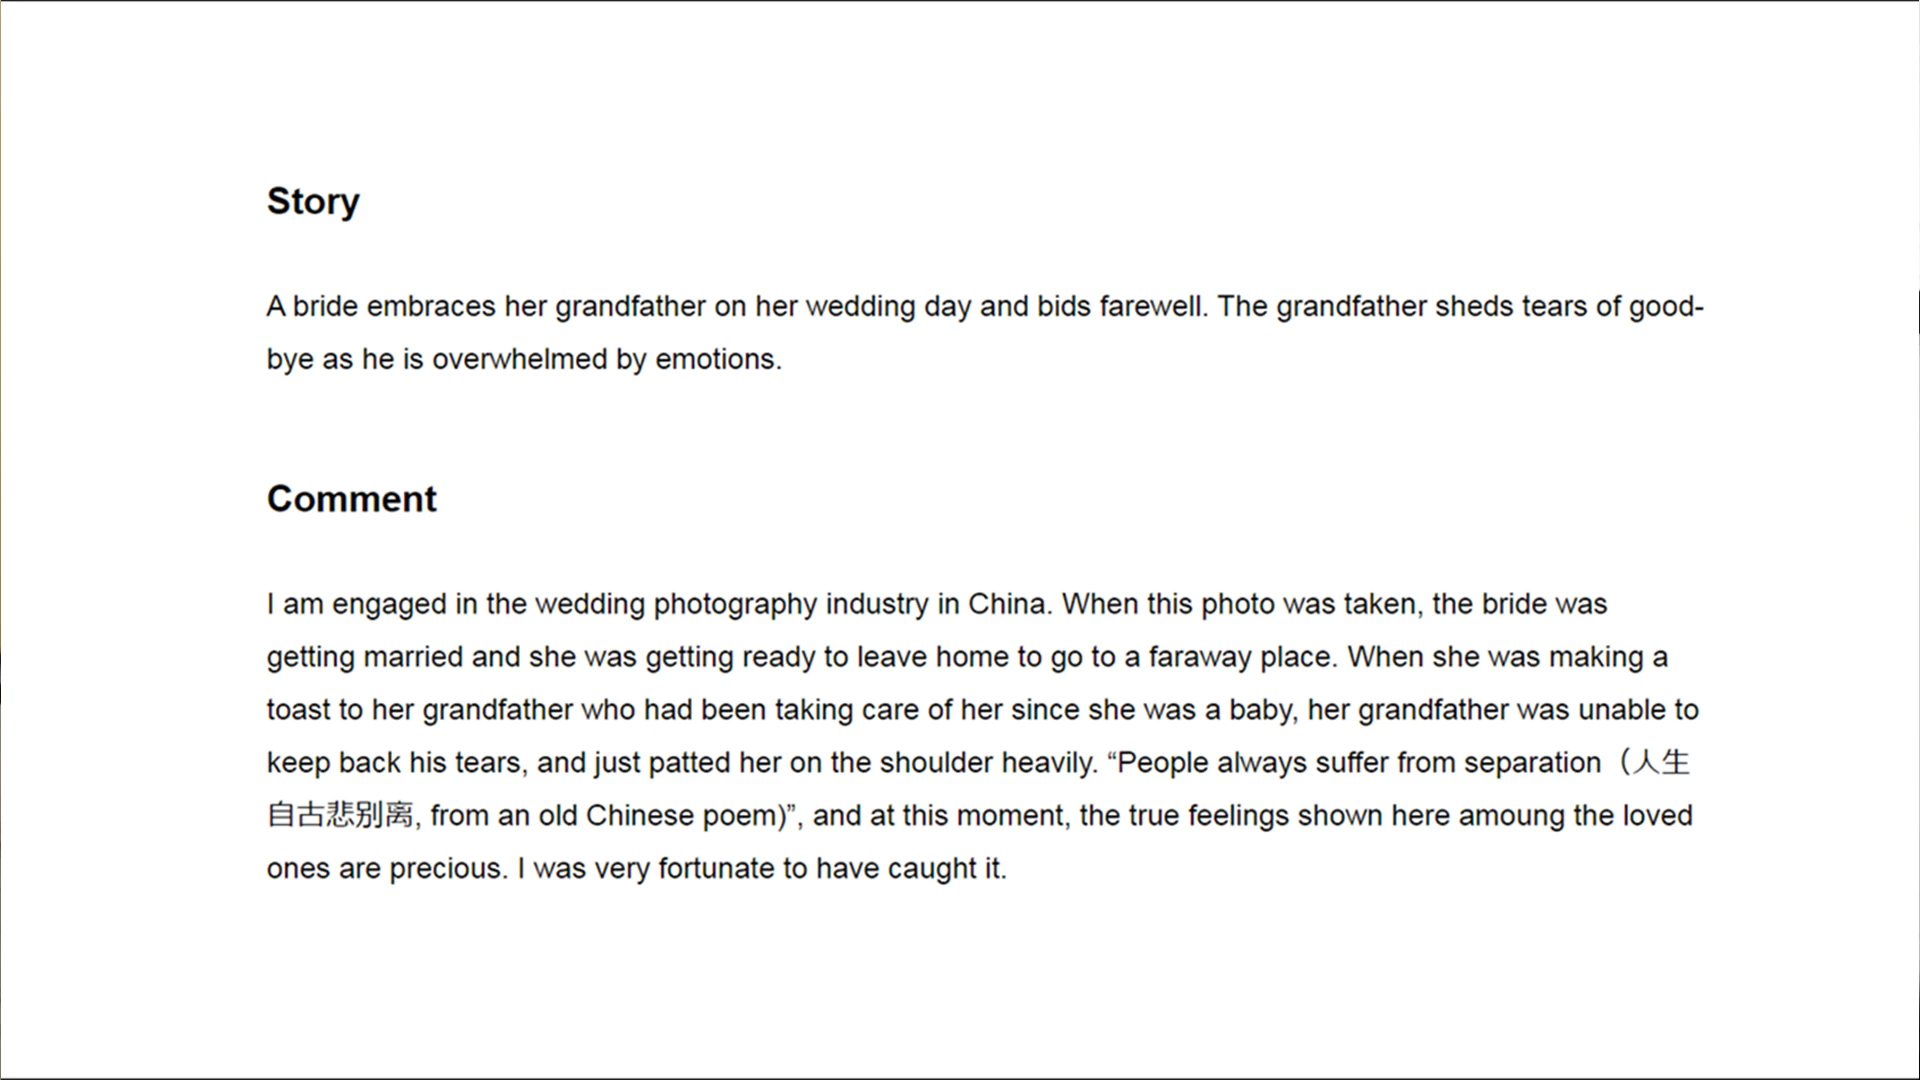 Story
A bride embraces her grandfather on her wedding day and bids farewell. The grandfather sheds tears of good-
bye as he is overwhelmed by emotions.
Comment
I am engaged in the wedding photography industry in China. When this photo was taken, the bride was
getting married and she was getting ready to leave home to go to a faraway place. When she was making a
toast to her grandfather who had been taking care of her since she was a baby, her grandfather was unable to
keep back his tears, and just patted her on the shoulder heavily. “People always suffer from separation（人生
自古悲别离, from an old Chinese poem)”, and at this moment, the true feelings shown here amoung the loved
ones are precious. I was very fortunate to have caught it.